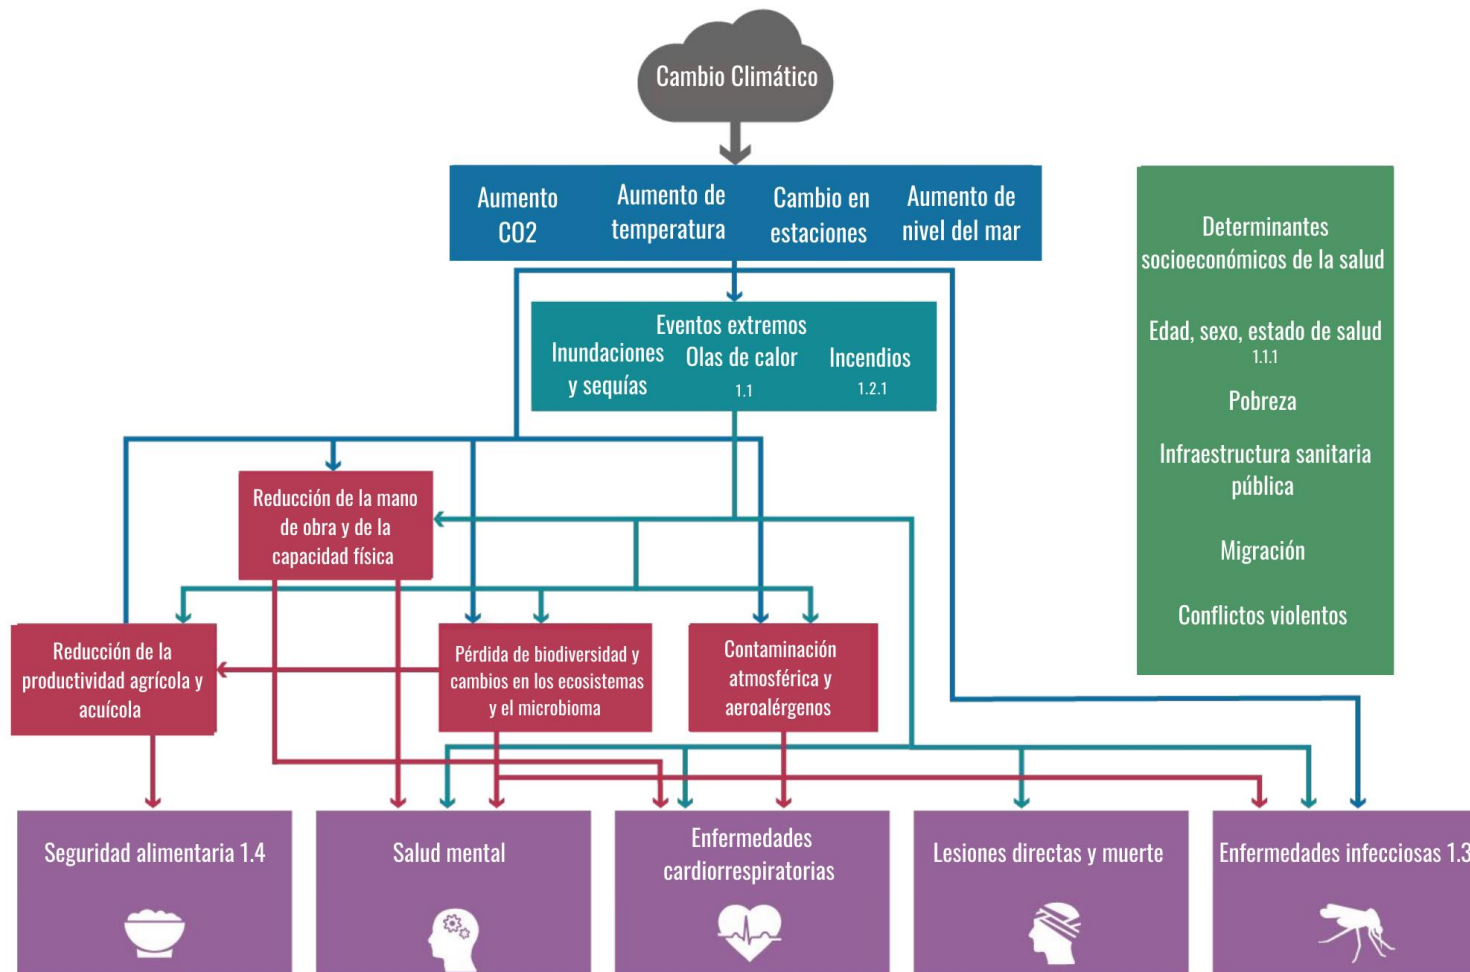 Cambio Climático
Aumento
CO2
Aumento de
temperatura
Cambio en
estaciones
Aumento de
nivel del mar
Eventos extremos
Inundaciones
y sequías
Olas de calor
1.1
Incendios
1.2.1
Determinantes
socioeconómicos de la salud
Edad, sexo, estado de salud
1.1.1
Pobreza
Infraestructura sanitaria
pública
Migración
Conflictos violentos
Reducción de la mano
de obra y de la
capacidad física
Reducción de la
productividad agrícola y
acuícola
Pérdida de biodiversidad y
cambios en los ecosistemas
y el microbioma
Contaminación
atmosférica y
aeroalérgenos
Seguridad alimentaria 1.4
Salud mental
Enfermedades
cardiorrespiratorias
Lesiones directas y muerte
Enfermedades infecciosas 1.3